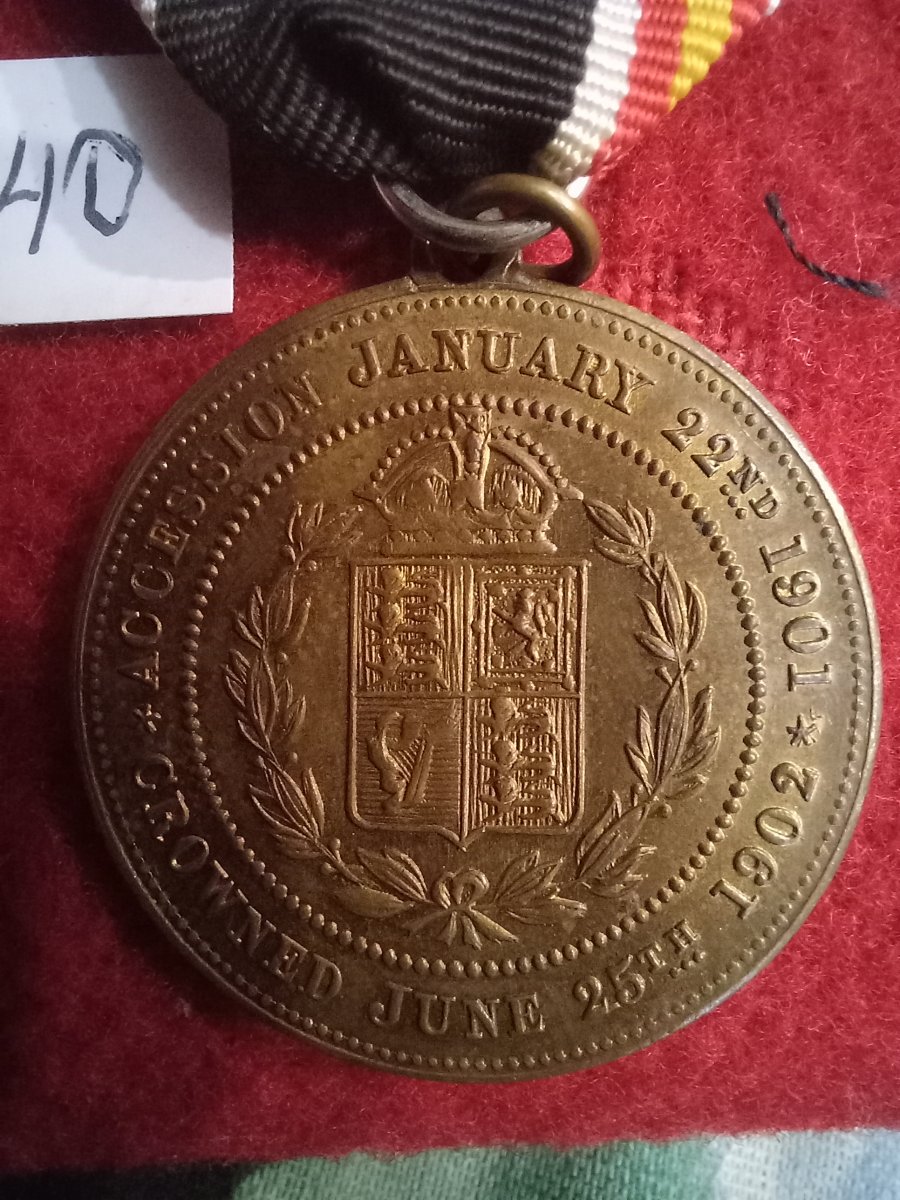 40
* ACCESSION JANUARY 22ND 1901
* CROWNED JUNE 25TH 1902